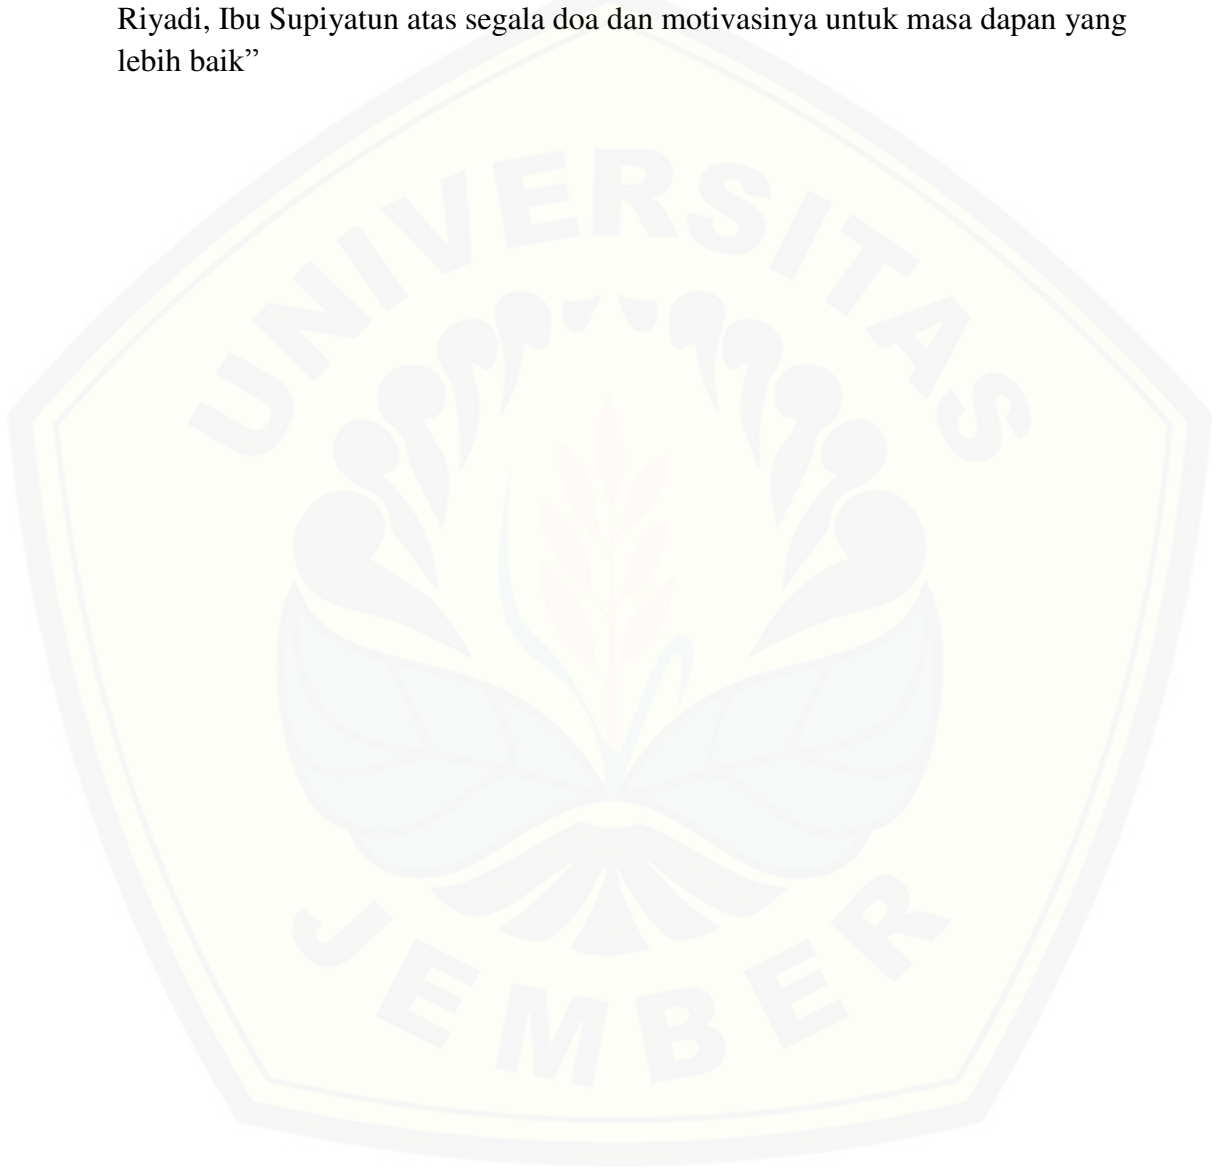 Riyadi, Ibu Supiyatun atas segala doa dan motivasinya untuk masa dapan yang
lebih baik”
UNIVERSITAS
JEMBER